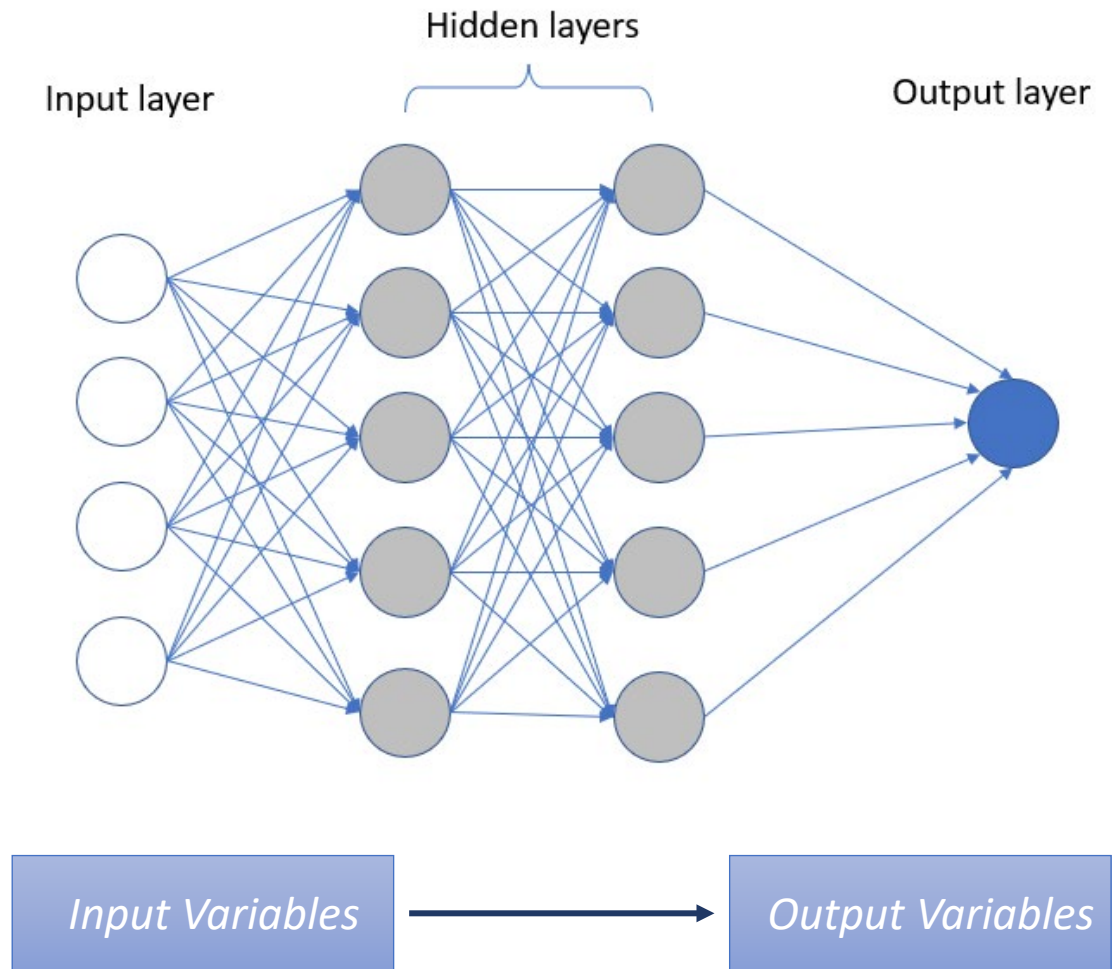 Hidden layers
Input layer
Output layer
Input Variables
Output Variables